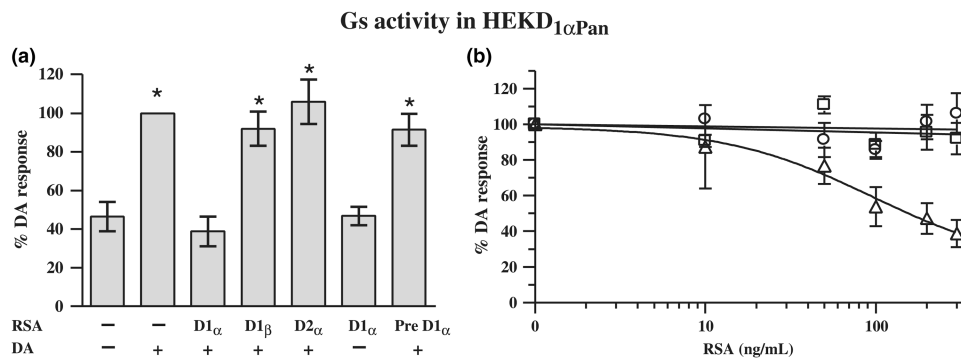 Gs activity in HEKD1αPan
(a)
120
100
80
60
40
20
0
% DA response
* * * *
RSA – – D1α D1β D2α D1α Pre D1α
DA – + + + + – +
(b)
120
100
80
60
40
20
0
% DA response
0 10 100
RSA (ng/mL)